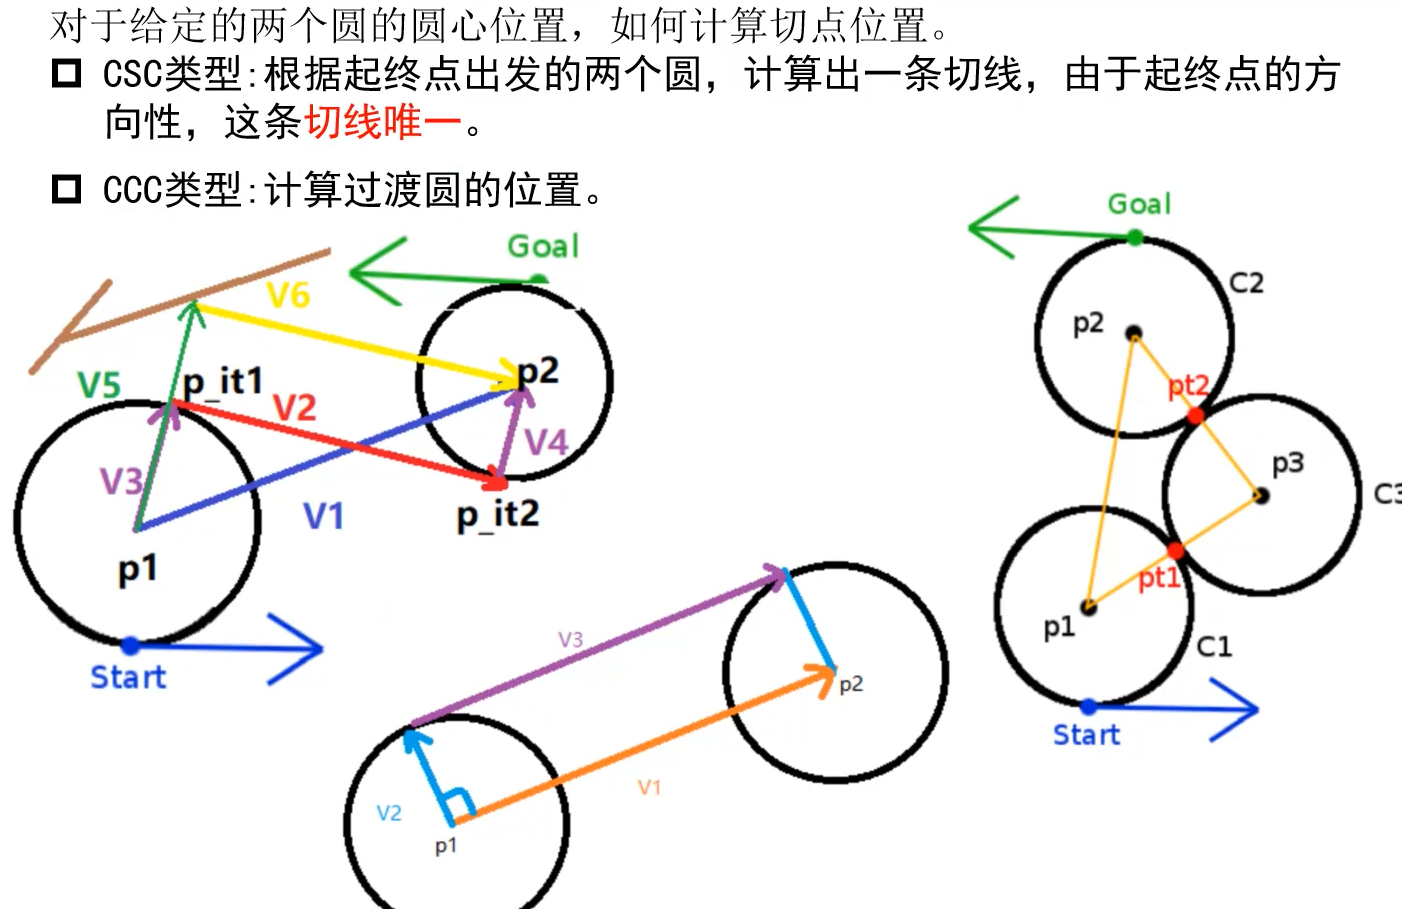 对于给定的两个圆的圆心位置，如何计算切点位置。
CSC类型:根据起终点出发的两个圆，计算出一条切线，由于起终点的方
向性，这条切线唯一。
CCC类型:计算过渡圆的位置。
Goal
V6
V5
p_it1
V2
p2
V3
V4
V1
p_it2
p1
Start
V3
p2
V1
V2
p1
Goal
C2
p2
pt2
p3
C3
pt1
p1
C1
Start